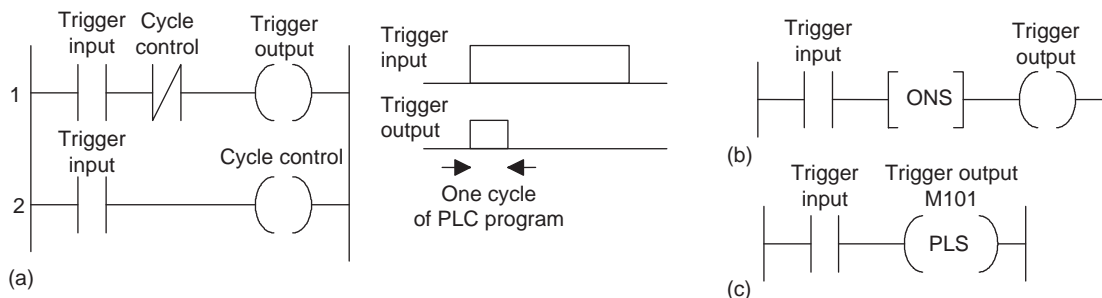 Trigger
input
Cycle
control
Trigger
output
1
Trigger
input
Cycle control
2
(a)
Trigger
input
Trigger
output
One cycle
of PLC program
Trigger
input
Trigger
output
ONS
(b)
Trigger
input
Trigger output
M101
PLS
(c)